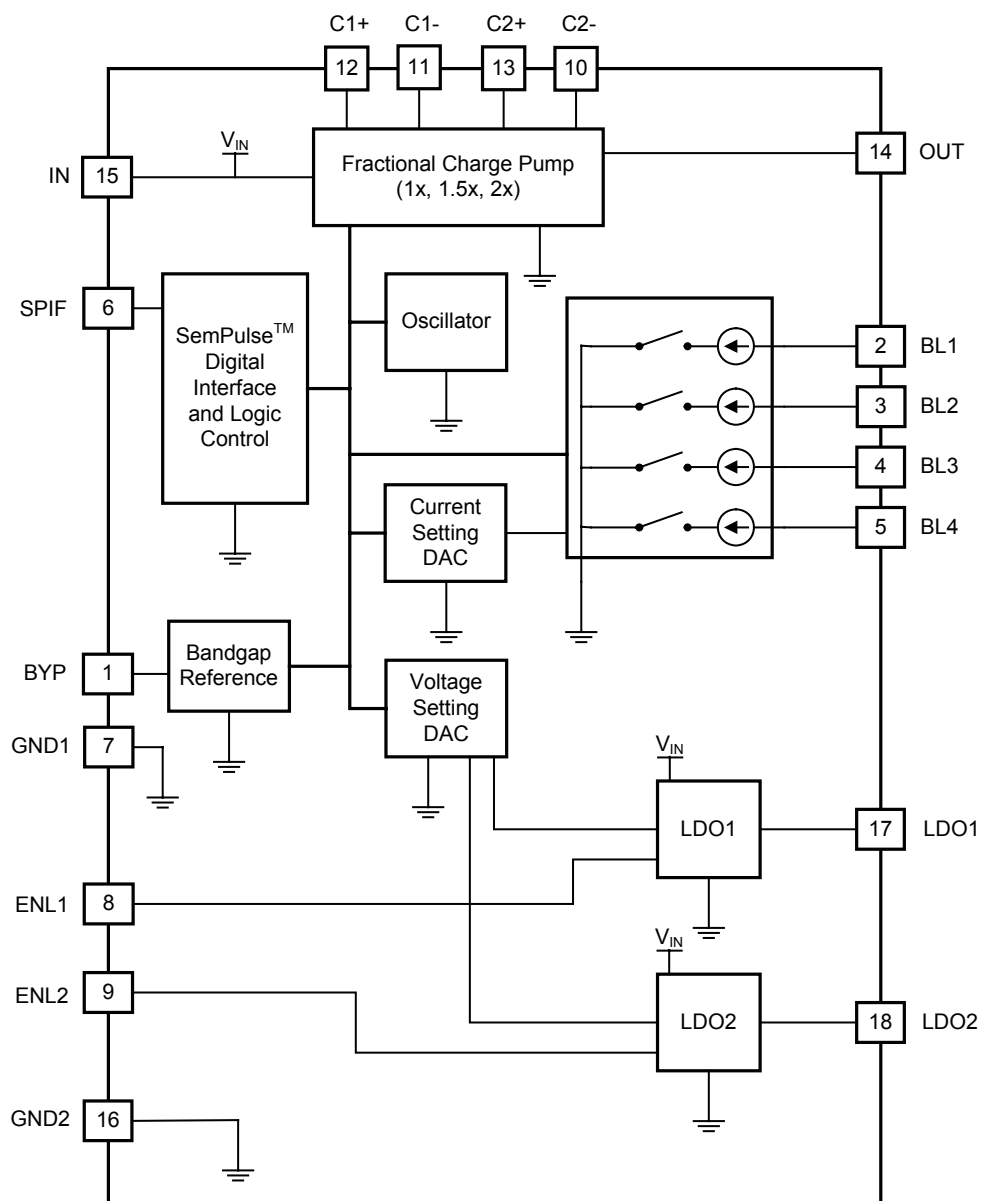 C1+ C1- C2+ C2-
12 11 13 10
V_IN
IN 15
Fractional Charge Pump
(1x, 1.5x, 2x)
14 OUT
SPIF 6
SemPulse™
Digital
Interface
and Logic
Control
Oscillator
2 BL1
3 BL2
4 BL3
5 BL4
Current
Setting
DAC
BYP 1
Bandgap
Reference
Voltage
Setting
DAC
GND1 7
V_IN
LDO1
17 LDO1
ENL1 8
V_IN
ENL2 9
LDO2
18 LDO2
GND2 16